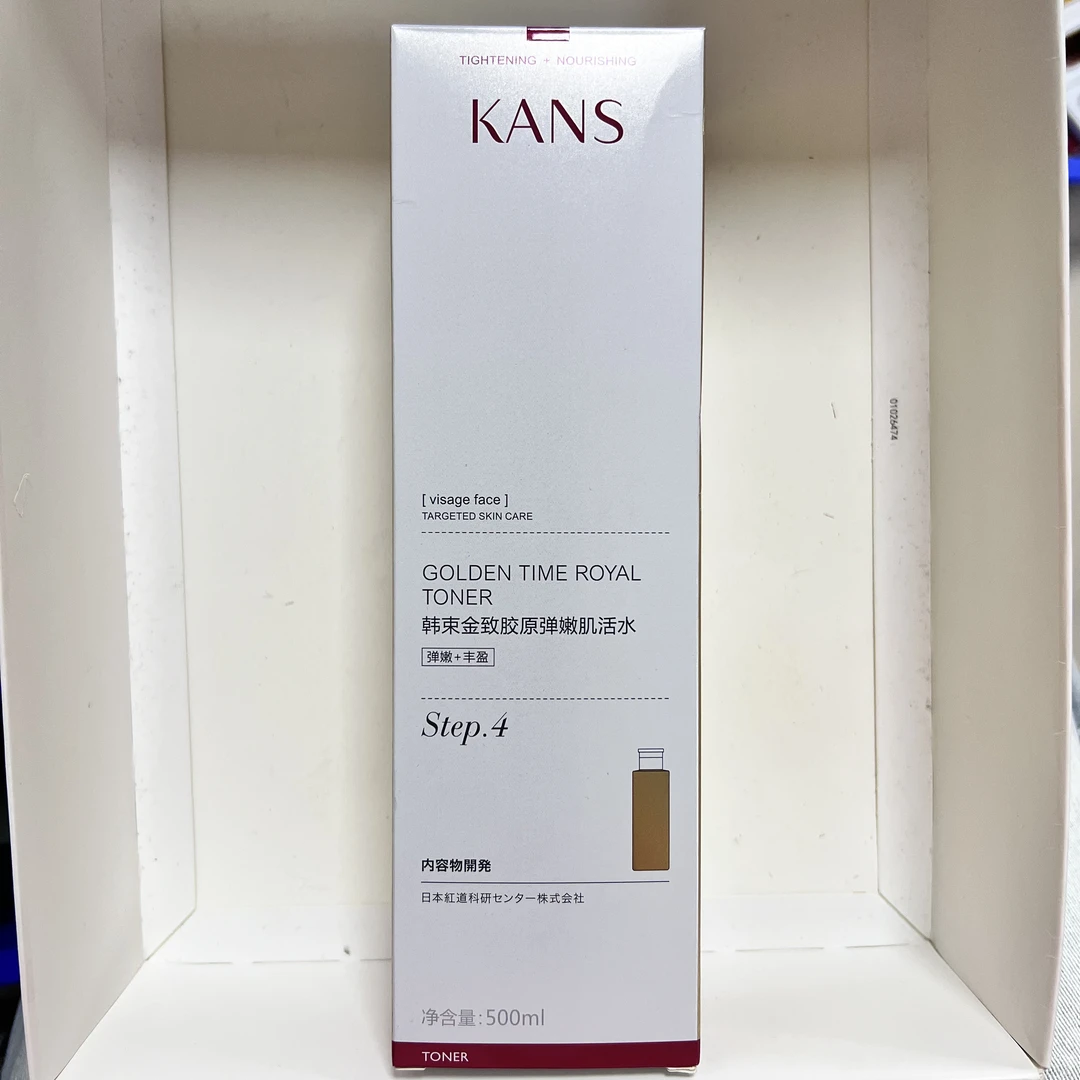 TIGHTENING + NOURISHING
KANS
[ visage face ]
TARGETED SKIN CARE
GOLDEN TIME ROYAL
TONER
韩束金致胶原弹嫩肌活水
弹嫩+丰盈
Step.4
内容物開発
日本紅道科研センター株式会社
净含量:500ml
TONER
01026474